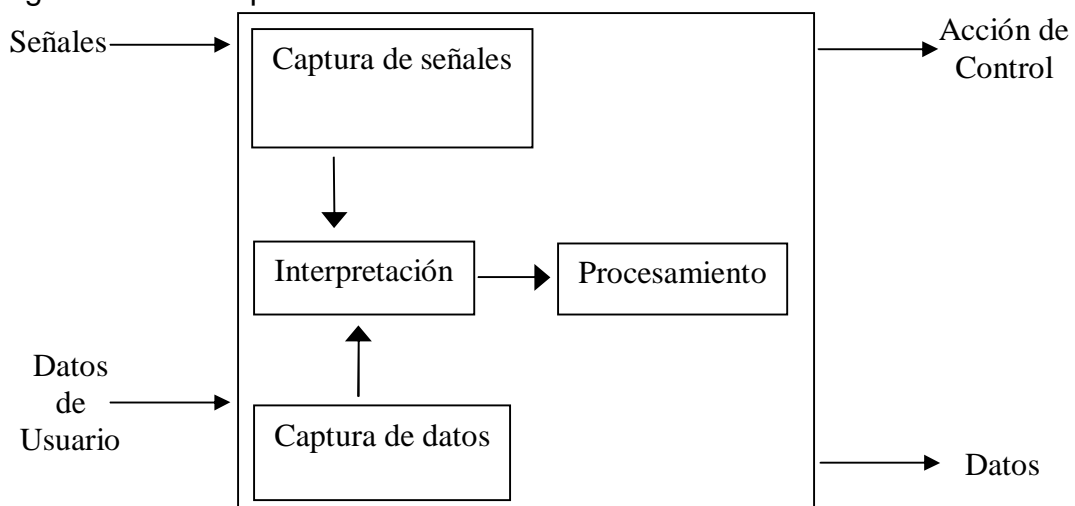 Señales
Captura de señales
Acción de
Control
Interpretación
Procesamiento
Datos
de
Usuario
Captura de datos
Datos